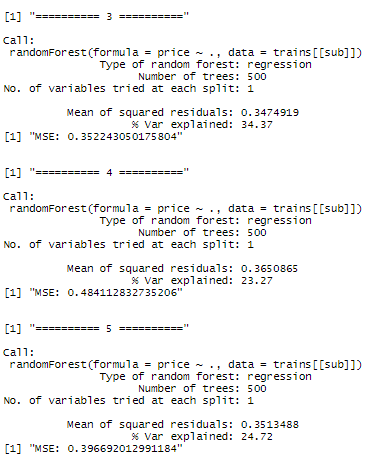 [1] "========== 3 =========="
Call:
randomForest(formula = price ~ ., data = trains[[sub]])
Type of random forest: regression
Number of trees: 500
No. of variables tried at each split: 1
Mean of squared residuals: 0.3474919
% Var explained: 34.37
[1] "MSE: 0.352243050175804"
[1] "========== 4 =========="
Call:
randomForest(formula = price ~ ., data = trains[[sub]])
Type of random forest: regression
Number of trees: 500
No. of variables tried at each split: 1
Mean of squared residuals: 0.3650865
% Var explained: 23.27
[1] "MSE: 0.484112832735206"
[1] "========== 5 =========="
Call:
randomForest(formula = price ~ ., data = trains[[sub]])
Type of random forest: regression
Number of trees: 500
No. of variables tried at each split: 1
Mean of squared residuals: 0.3513488
% Var explained: 24.72
[1] "MSE: 0.396692012991184"